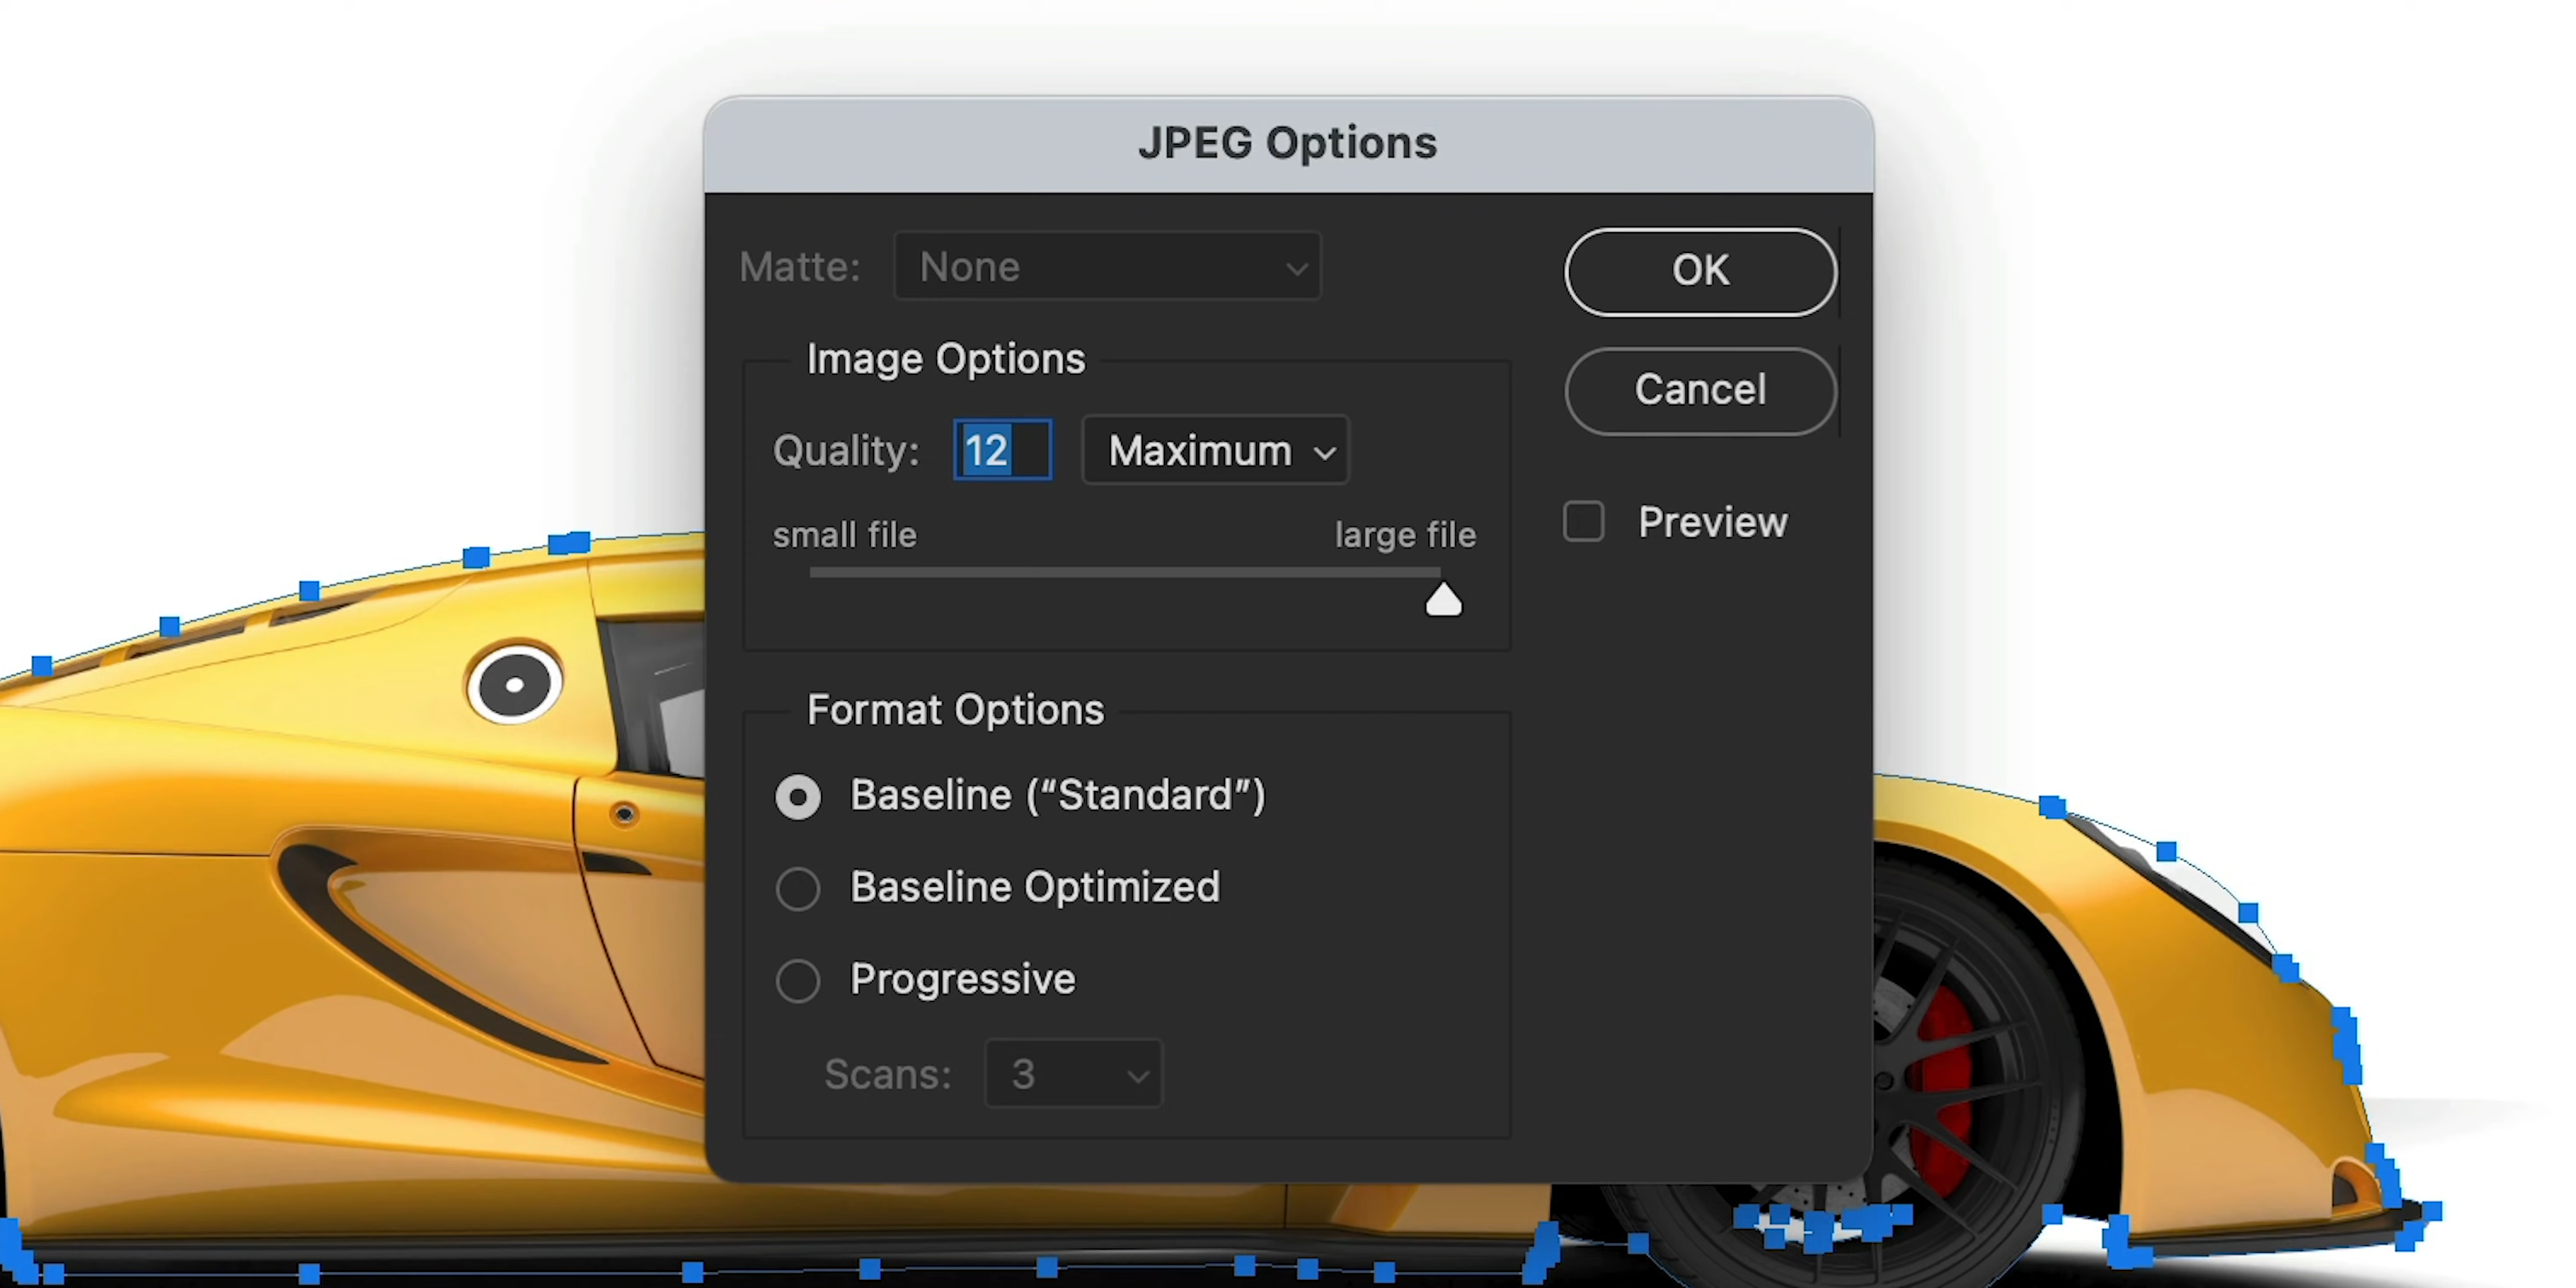 JPEG Options
Matte: None
OK
Image Options
Cancel
Quality: 12 Maximum
Preview
small file large file
Format Options
Baseline (“Standard”)
Baseline Optimized
Progressive
Scans: 3